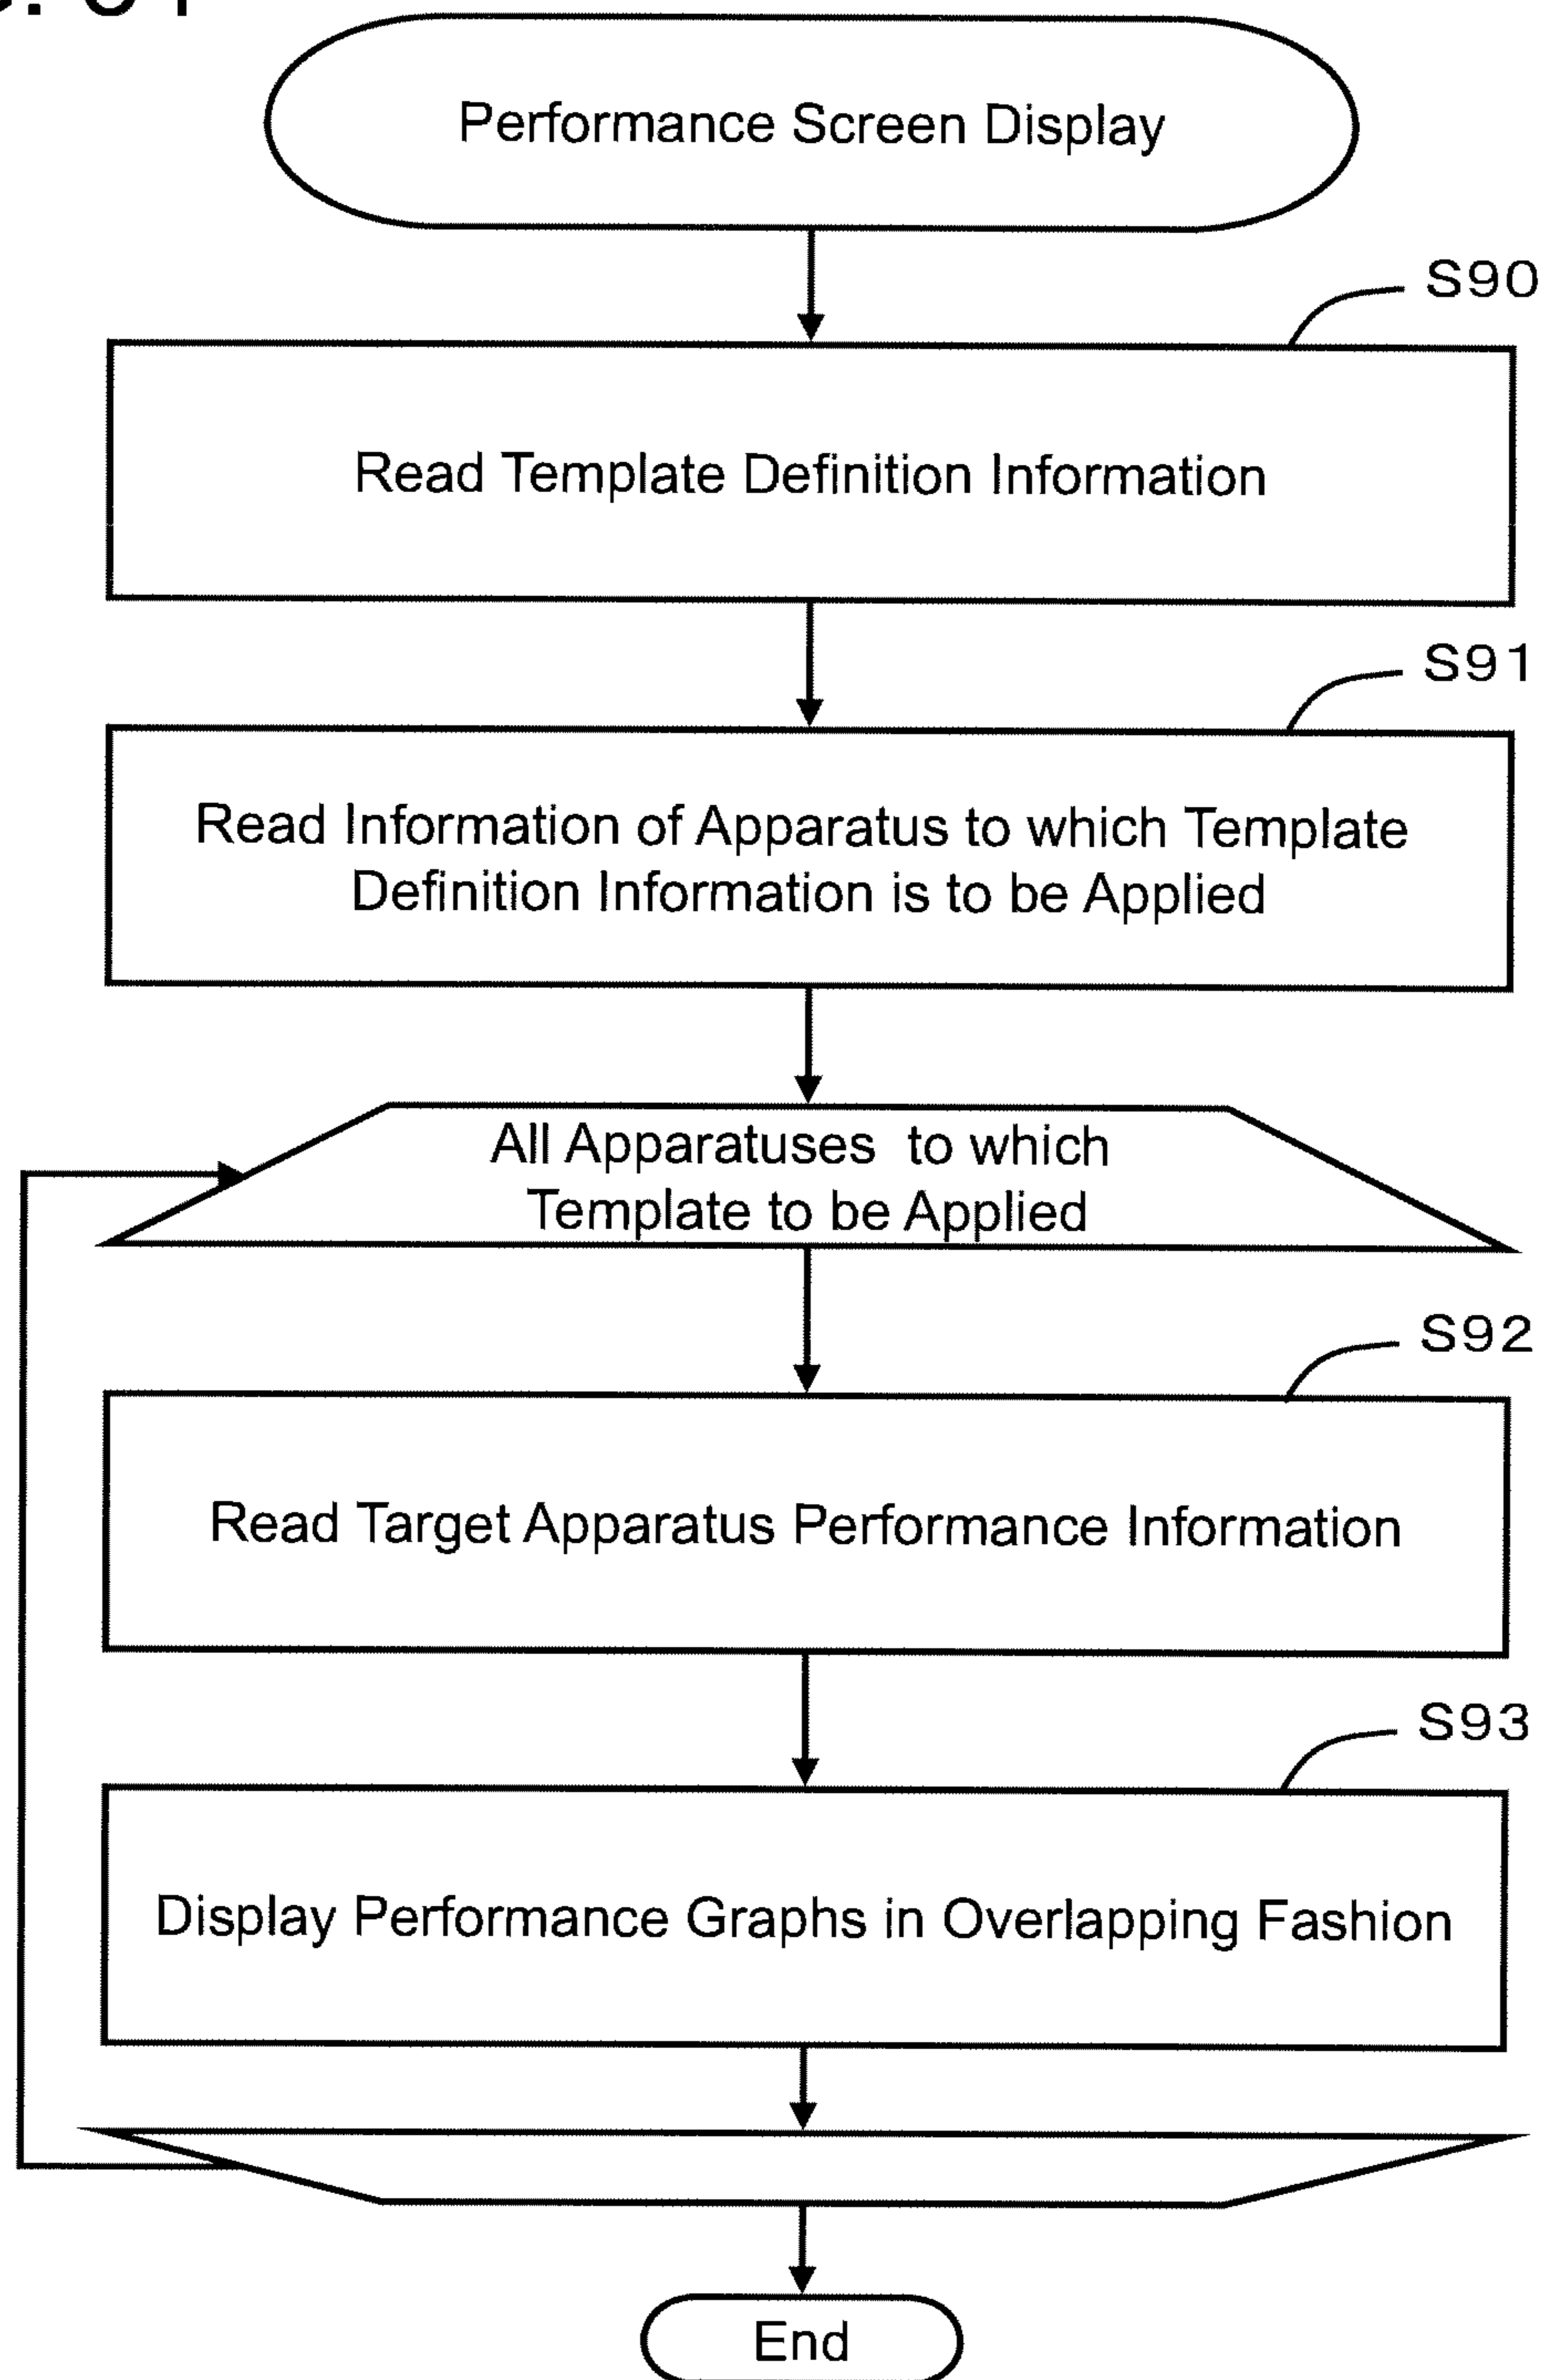 Performance Screen Display
S90
Read Template Definition Information
S91
Read Information of Apparatus to which Template
Definition Information is to be Applied
All Apparatuses to which
Template to be Applied
S92
Read Target Apparatus Performance Information
S93
Display Performance Graphs in Overlapping Fashion
End